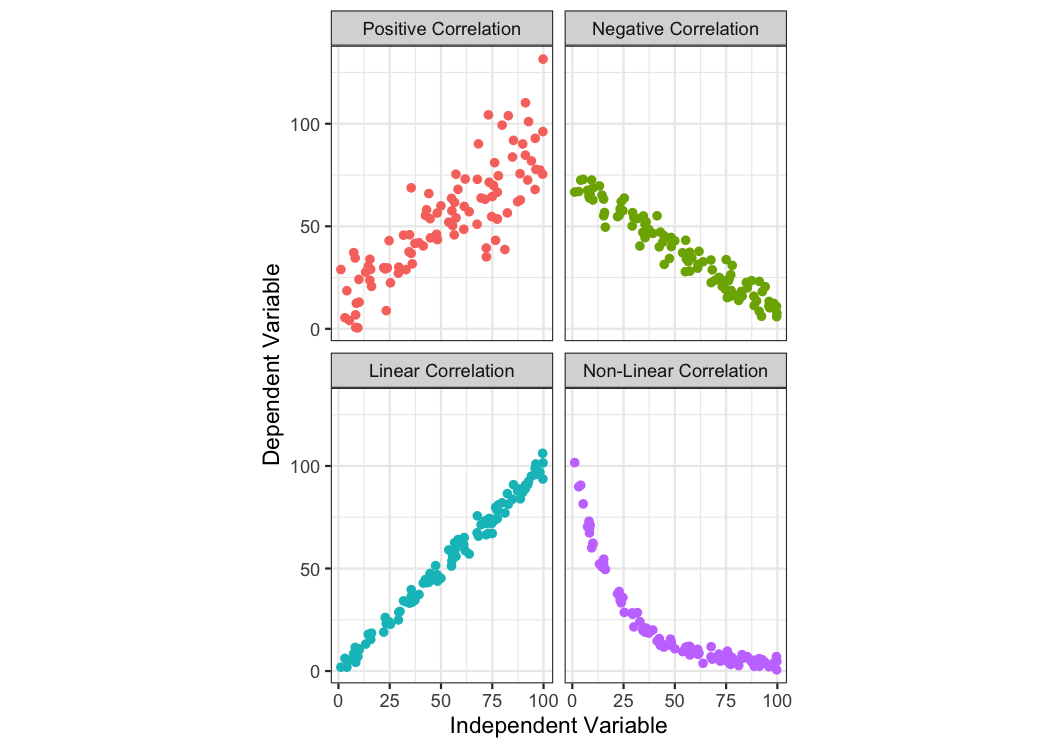 Positive Correlation
Negative Correlation
100
50
0
Linear Correlation
Non-Linear Correlation
100
50
0
0 25 50 75 100
0 25 50 75 100
Independent Variable
Dependent Variable